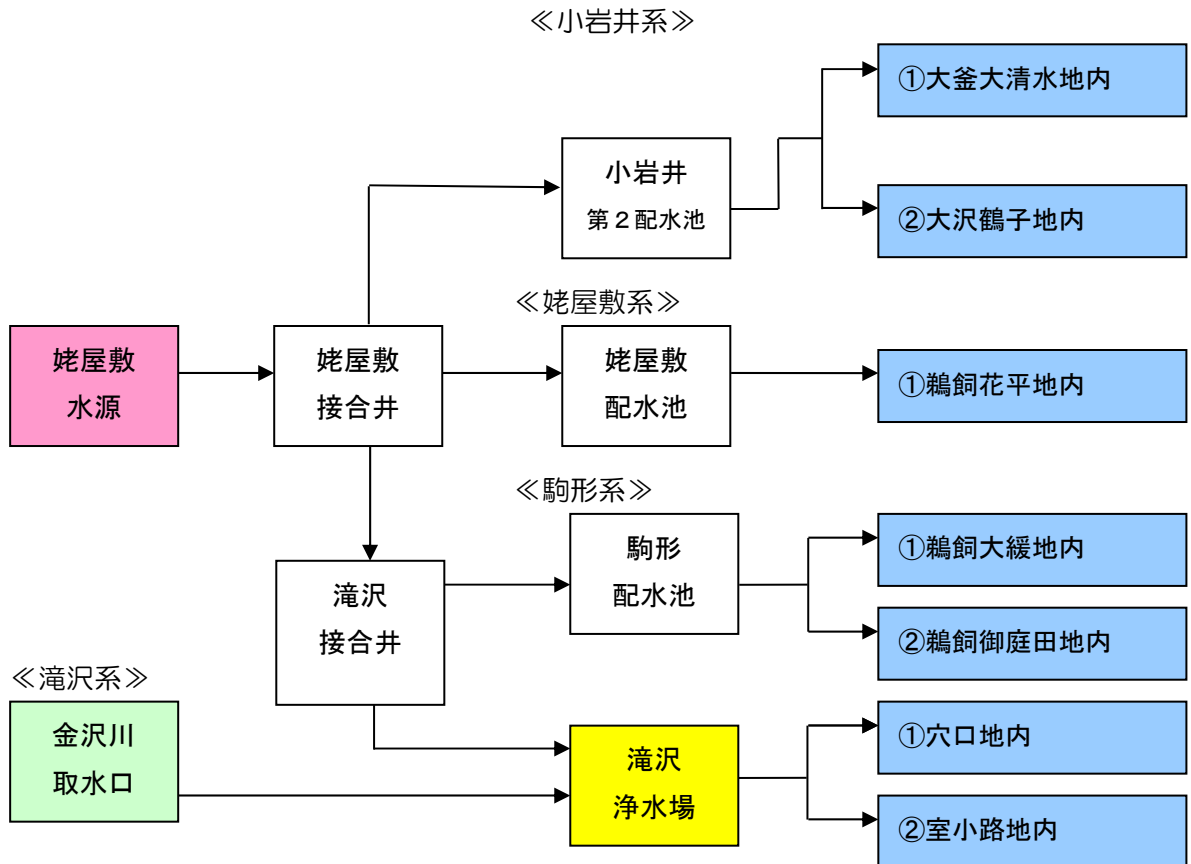 ≪小岩井系≫
①大釜大清水地内
小岩井
第２配水池
②大沢鶴子地内
≪姥屋敷系≫
姥屋敷
水源
姥屋敷
接合井
姥屋敷
配水池
①鵜飼花平地内
≪駒形系≫
滝沢
接合井
駒形
配水池
①鵜飼大緩地内
②鵜飼御庭田地内
≪滝沢系≫
金沢川
取水口
滝沢
浄水場
①穴口地内
②室小路地内